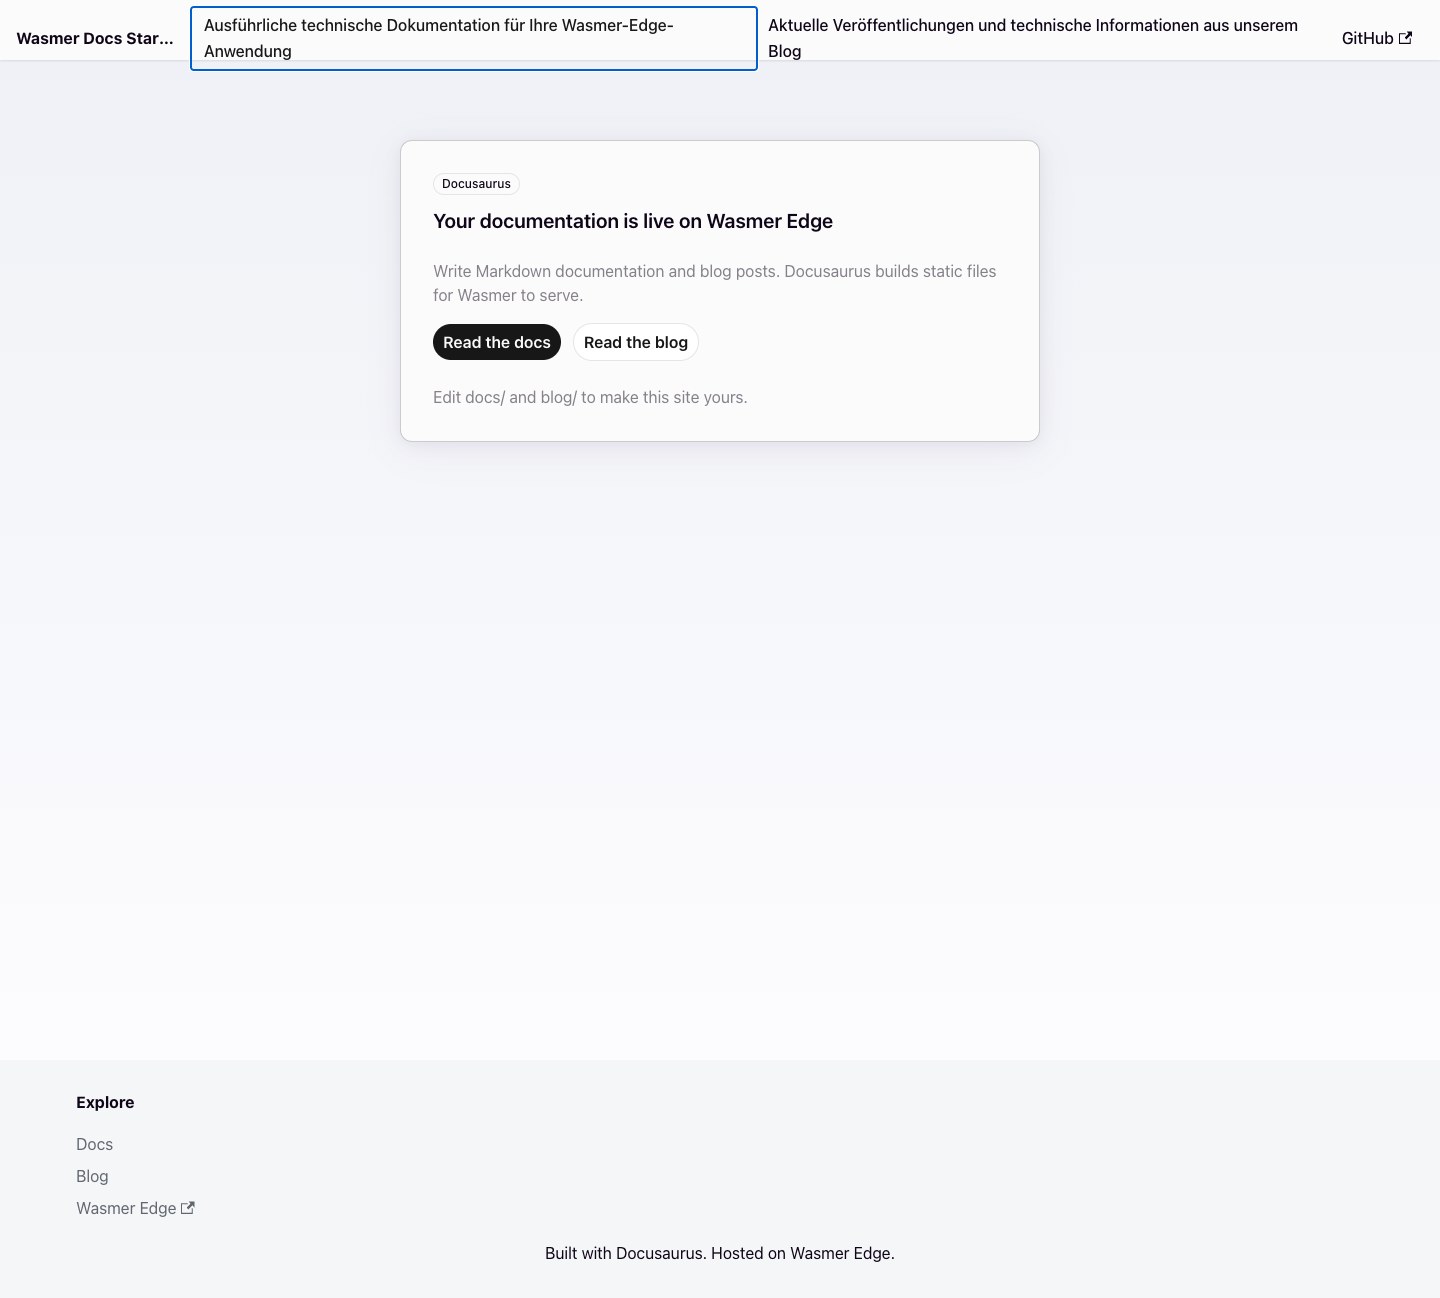 Wasmer Docs Star...
Ausführliche technische Dokumentation für Ihre Wasmer-Edge-
Anwendung
Aktuelle Veröffentlichungen und technische Informationen aus unserem
Blog
GitHub
Docusaurus
Your documentation is live on Wasmer Edge
Write Markdown documentation and blog posts. Docusaurus builds static files
for Wasmer to serve.
Read the docs
Read the blog
Edit docs/ and blog/ to make this site yours.
Explore
Docs
Blog
Wasmer Edge
Built with Docusaurus. Hosted on Wasmer Edge.